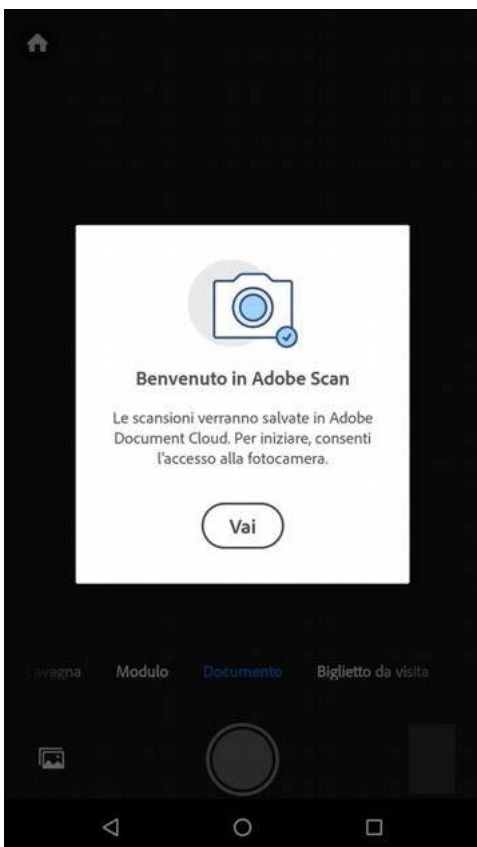 Benvenuto in Adobe Scan
Le scansioni verranno salvate in Adobe
Document Cloud. Per iniziare, consenti
l'accesso alla fotocamera.
Vai
Lavagna Modulo Documento Biglietto da visita